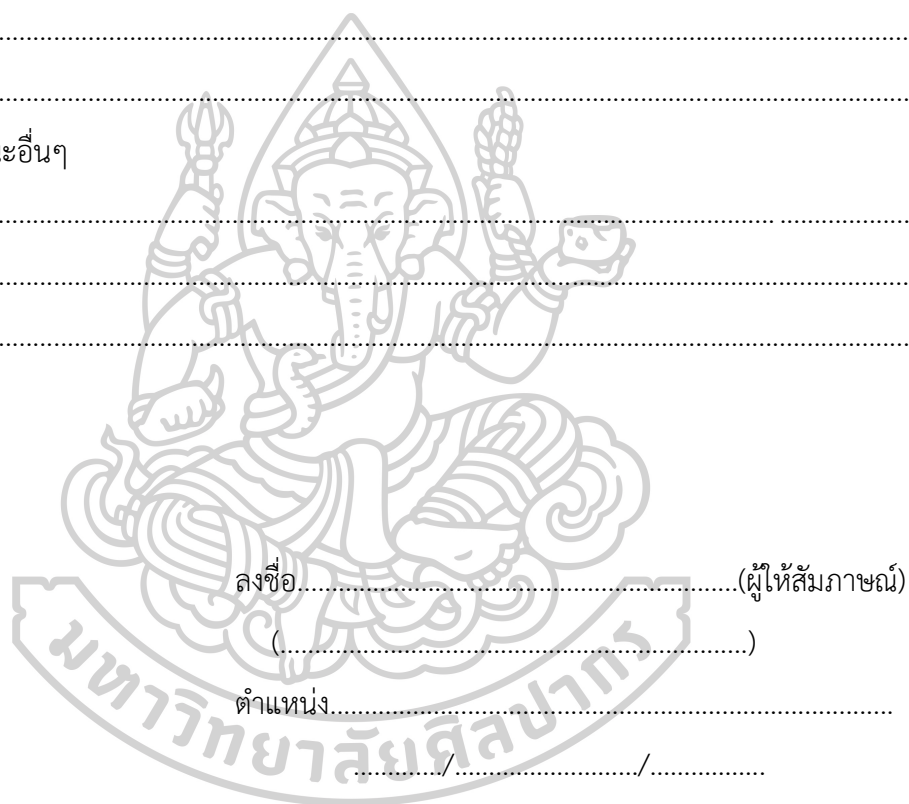 ................................................................................................................................
................................................................................................................................
ะอื่นๆ
............................................................................................................. ..................
................................................................................................................................
................................................................................................................................
ลงชื่อ................................................................(ผู้ให้สัมภาษณ์)
(....................................................................)
ตำแหน่ง..................................................................................
............./.........................../.................
มหาวิทยาลัยศิลปากร